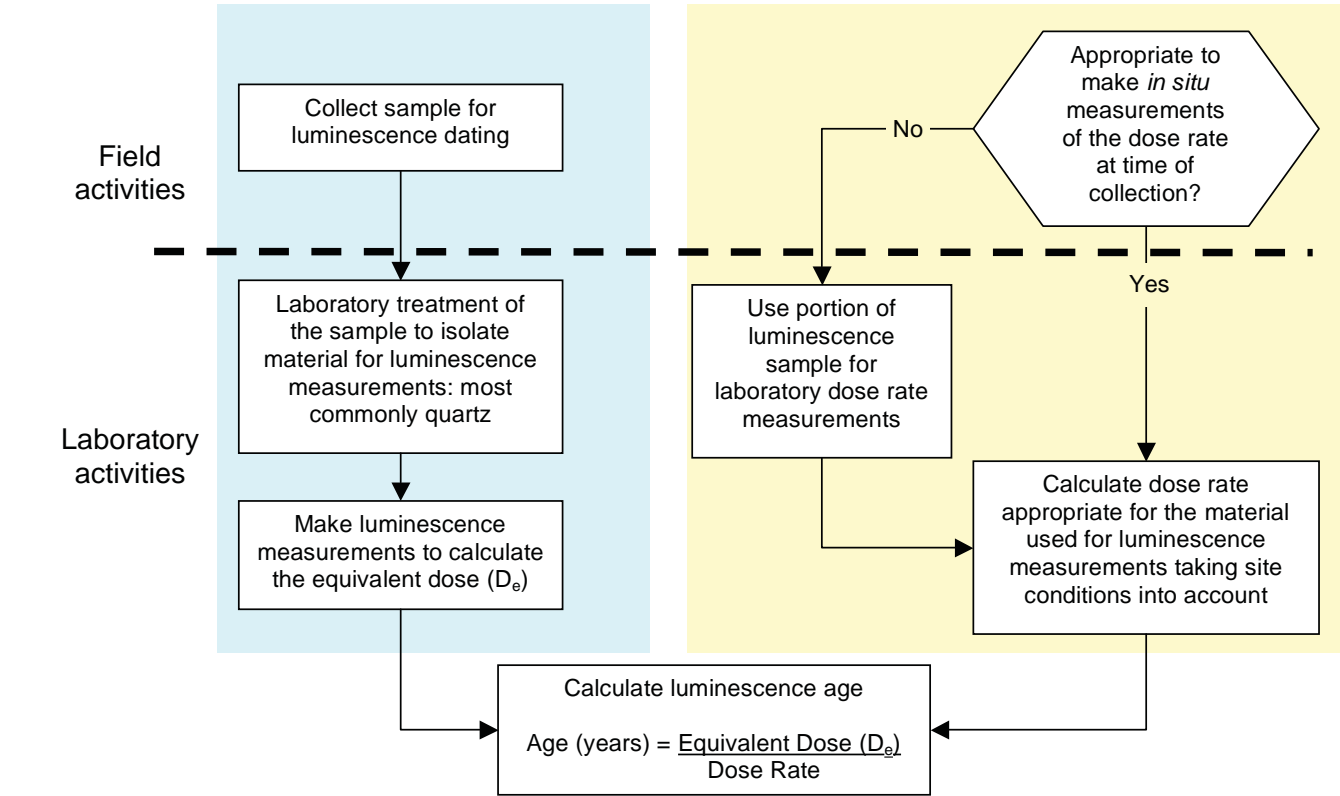 Field
activities
Collect sample for
luminescence dating
Appropriate to
make in situ
measurements
of the dose rate
at time of
collection?
No
Yes
Laboratory
activities
Laboratory treatment of
the sample to isolate
material for luminescence
measurements: most
commonly quartz
Use portion of
luminescence
sample for
laboratory dose rate
measurements
Make luminescence
measurements to calculate
the equivalent dose (De)
Calculate dose rate
appropriate for the material
used for luminescence
measurements taking site
conditions into account
Calculate luminescence age
Age (years) = Equivalent Dose (De)
Dose Rate